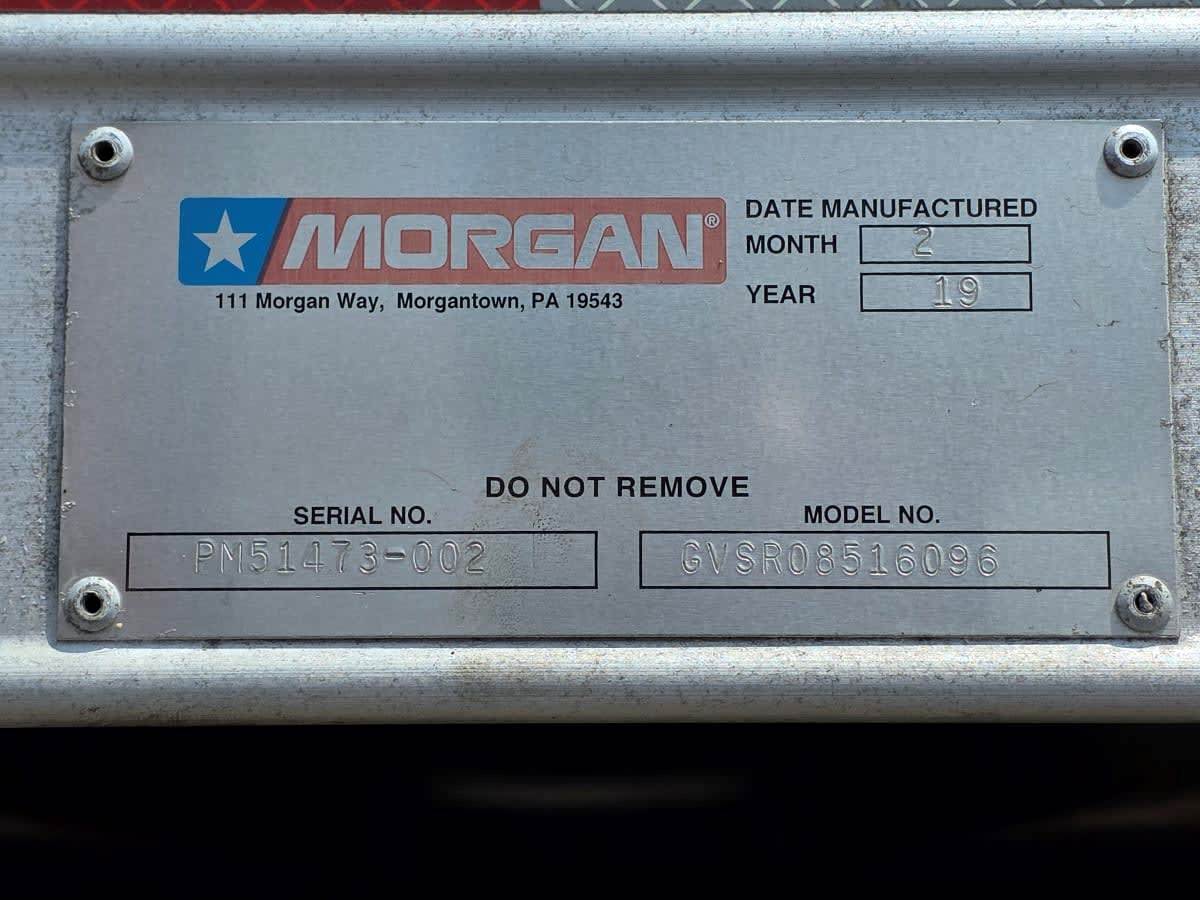 MORGAN®
111 Morgan Way, Morgantown, PA 19543
DATE MANUFACTURED
MONTH 2
YEAR 19
DO NOT REMOVE
SERIAL NO.
PM51473-002
MODEL NO.
GVSR08516096